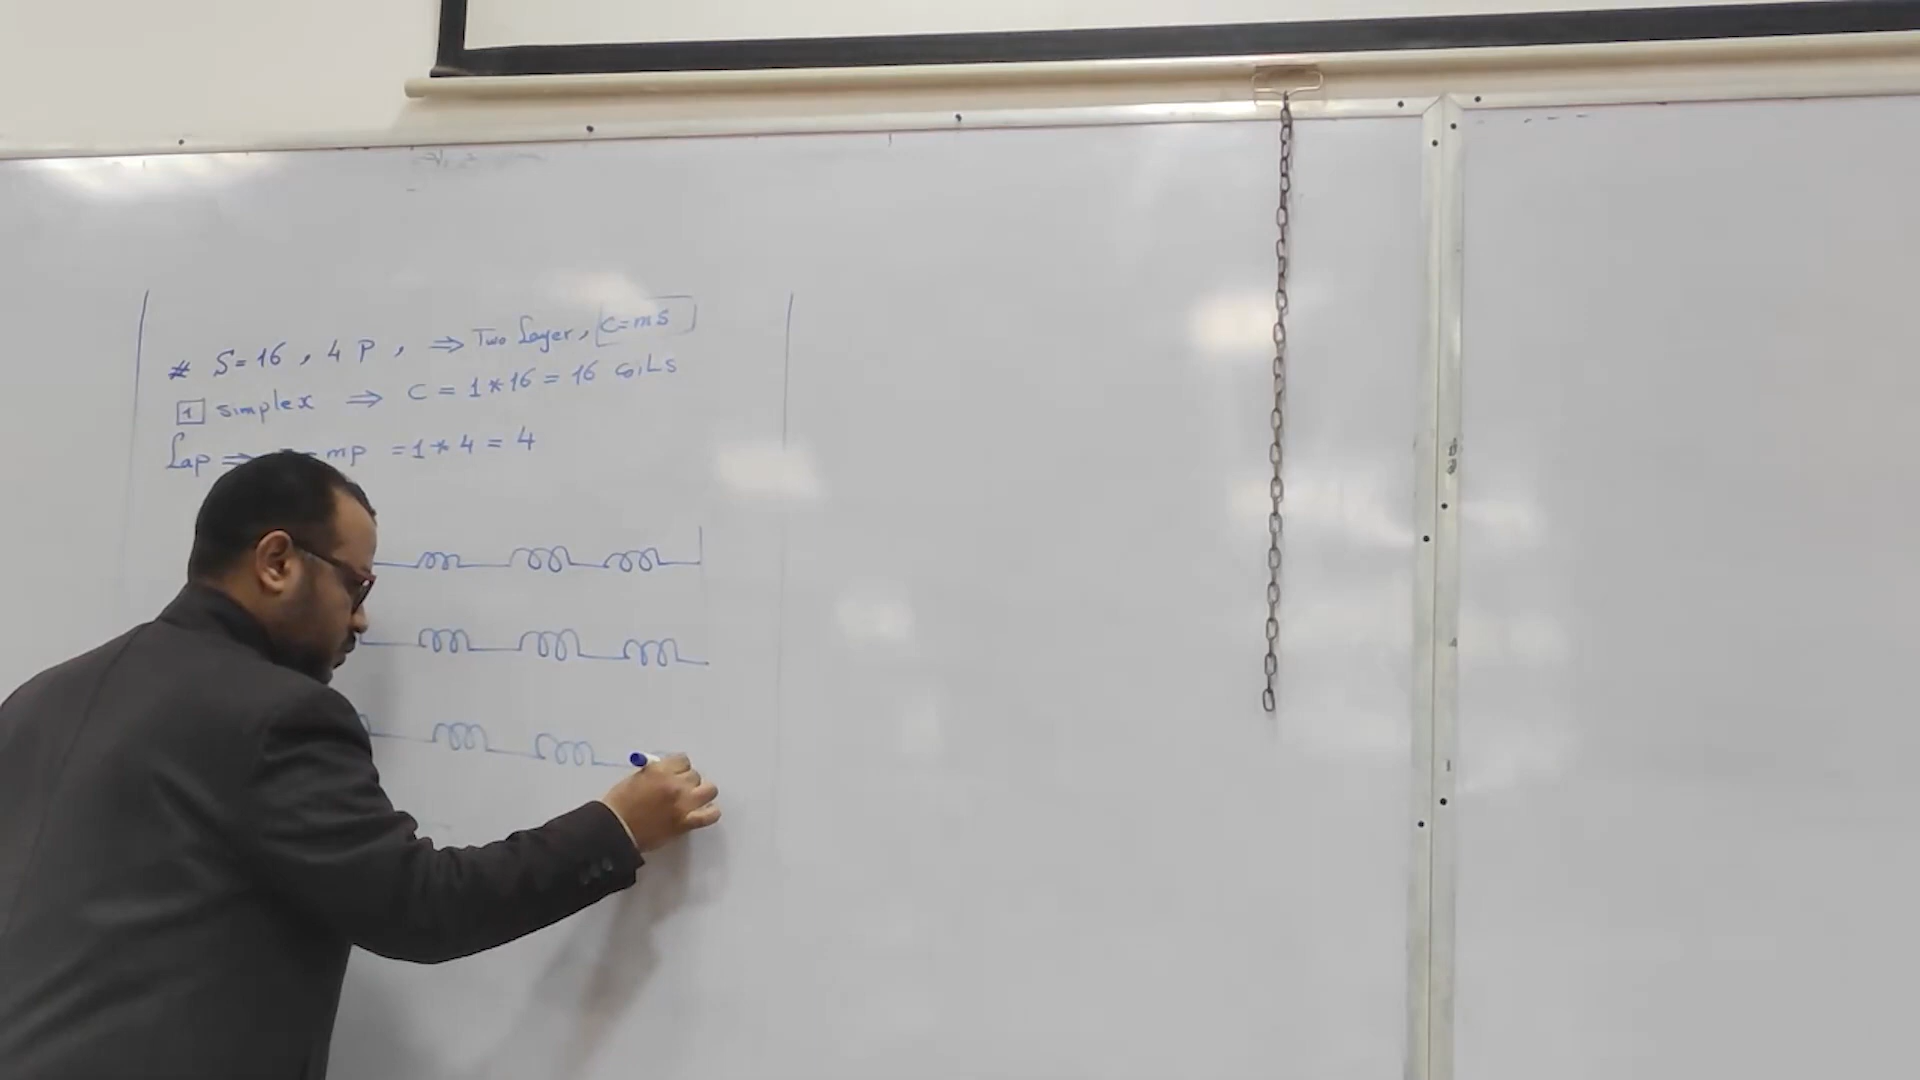 # S=16 , 4 P , ⇒ Two Layer , C=mS
1 simplex ⇒ C = 1*16 = 16 coiLs
Lap ⇒ mp = 1*4 = 4